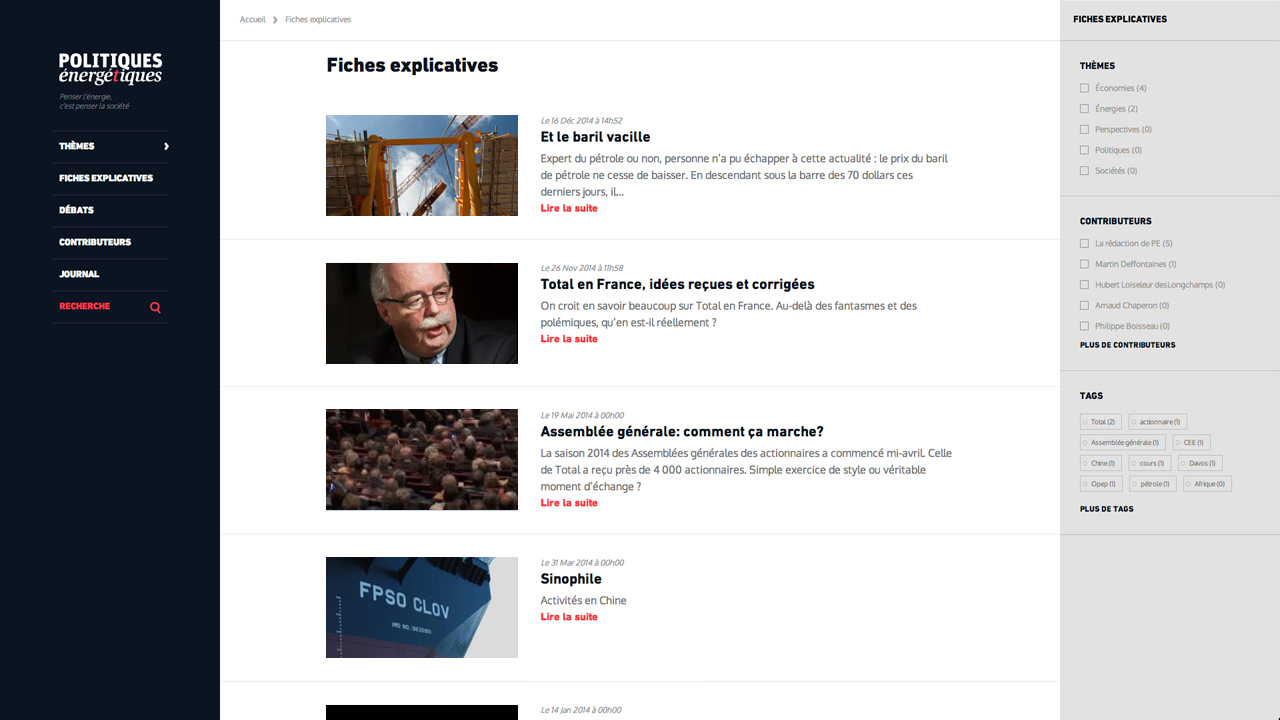 POLITIQUES
énergétiques
Penser l'énergie,
c'est penser la société
THÈMES
FICHES EXPLICATIVES
DÉBATS
CONTRIBUTEURS
JOURNAL
RECHERCHE
Accueil
Fiches explicatives
Fiches explicatives
Le 16 Déc 2014 à 14h52
Et le baril vacille
Expert du pétrole ou non, personne n’a pu échapper à cette actualité : le prix du baril
de pétrole ne cesse de baisser. En descendant sous la barre des 70 dollars ces
derniers jours, il...
Lire la suite
Le 26 Nov 2014 à 11h58
Total en France, idées reçues et corrigées
On croit en savoir beaucoup sur Total en France. Au-delà des fantasmes et des
polémiques, qu’en est-il réellement ?
Lire la suite
Le 19 Mai 2014 à 00h00
Assemblée générale: comment ça marche?
La saison 2014 des Assemblées générales des actionnaires a commencé mi-avril. Celle
de Total a reçu près de 4 000 actionnaires. Simple exercice de style ou véritable
moment d’échange ?
Lire la suite
FPSO CLOV
Le 31 Mar 2014 à 00h00
Sinophile
Activités en Chine
Lire la suite
Le 14 Jan 2014 à 00h00
FICHES EXPLICATIVES
THÈMES
Économies (4)
Énergies (2)
Perspectives (0)
Politiques (0)
Sociétés (0)
CONTRIBUTEURS
La rédaction de PE (5)
Martin Deffontaines (1)
Hubert Loiseleur desLongchamps (0)
Arnaud Chaperon (0)
Philippe Boisseau (0)
PLUS DE CONTRIBUTEURS
TAGS
Total (2) actionnaire (1)
Assemblée générale (1) CEE (1)
Chine (1) cours (1) Davos (1)
Opep (1) pétrole (1) Afrique (0)
PLUS DE TAGS